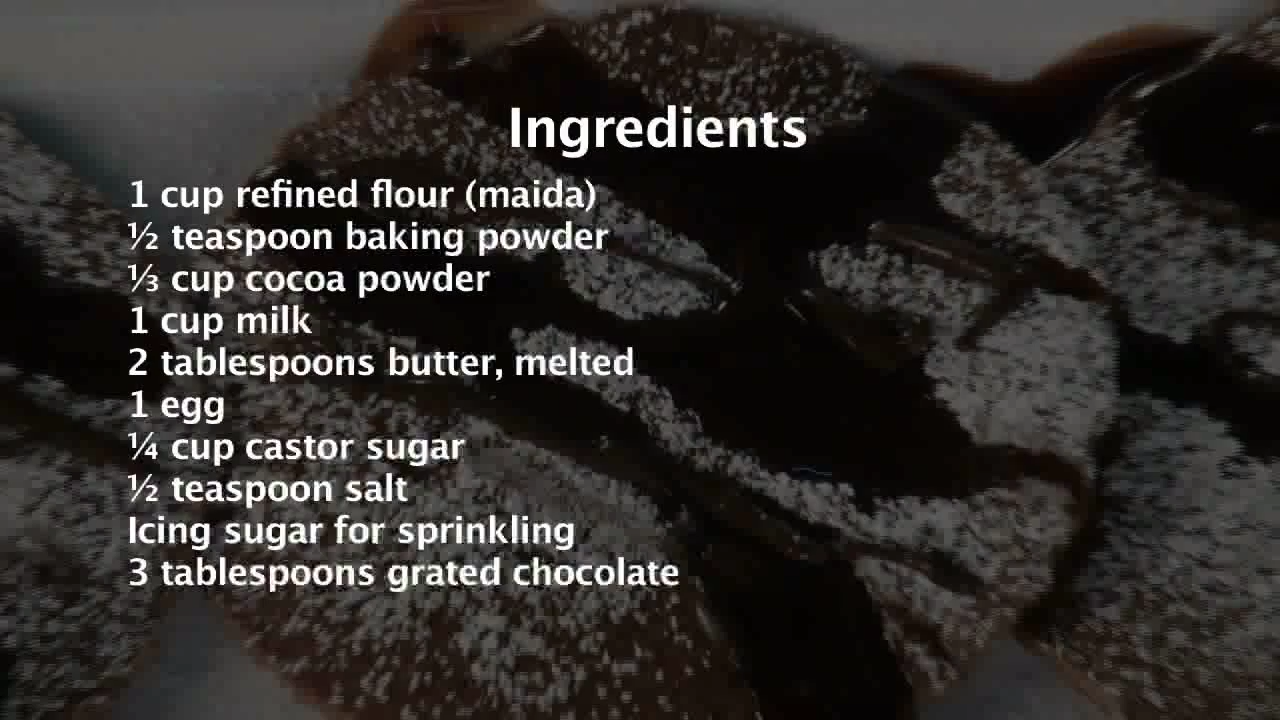 Ingredients
1 cup refined flour (maida)
½ teaspoon baking powder
⅓ cup cocoa powder
1 cup milk
2 tablespoons butter, melted
1 egg
¼ cup castor sugar
½ teaspoon salt
Icing sugar for sprinkling
3 tablespoons grated chocolate